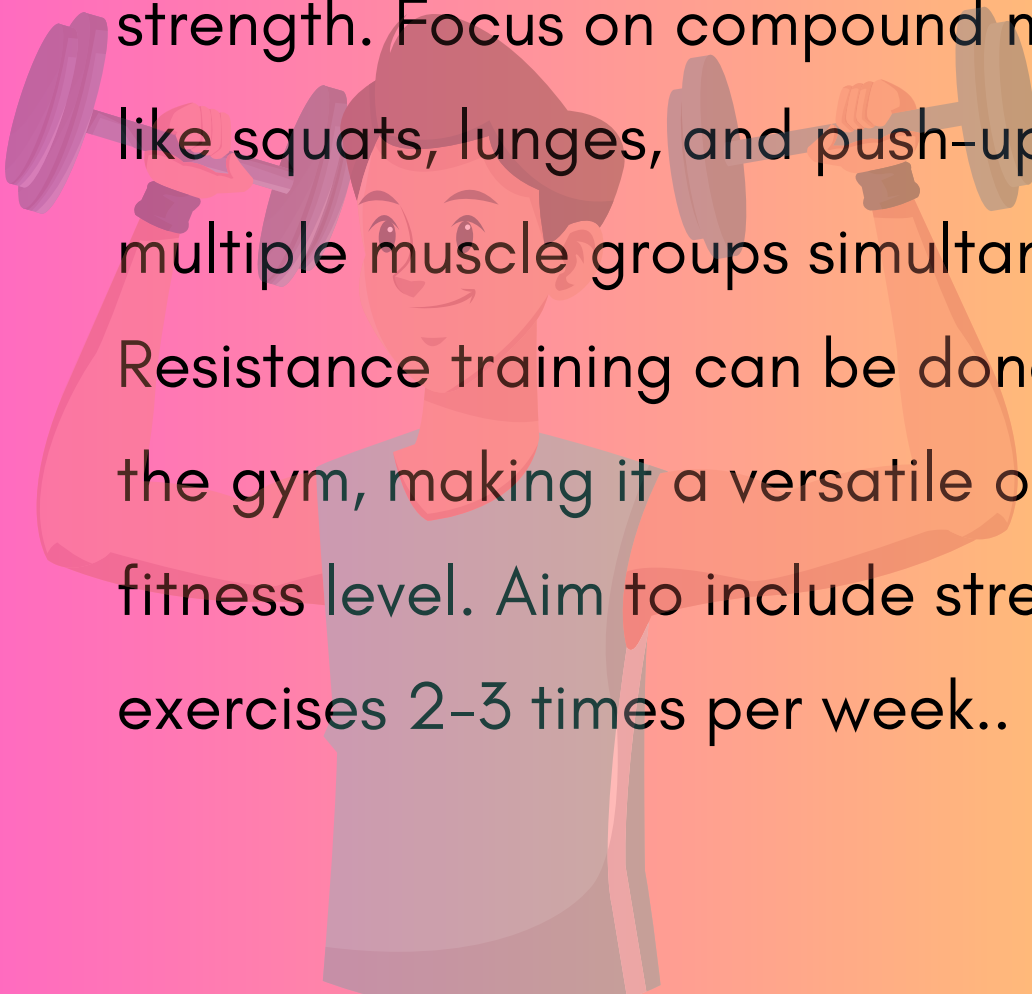 strength. Focus on compound
like squats, lunges, and push-up
multiple muscle groups simultan
Resistance training can be done
the gym, making it a versatile
fitness level. Aim to include stre
exercises 2-3 times per week..